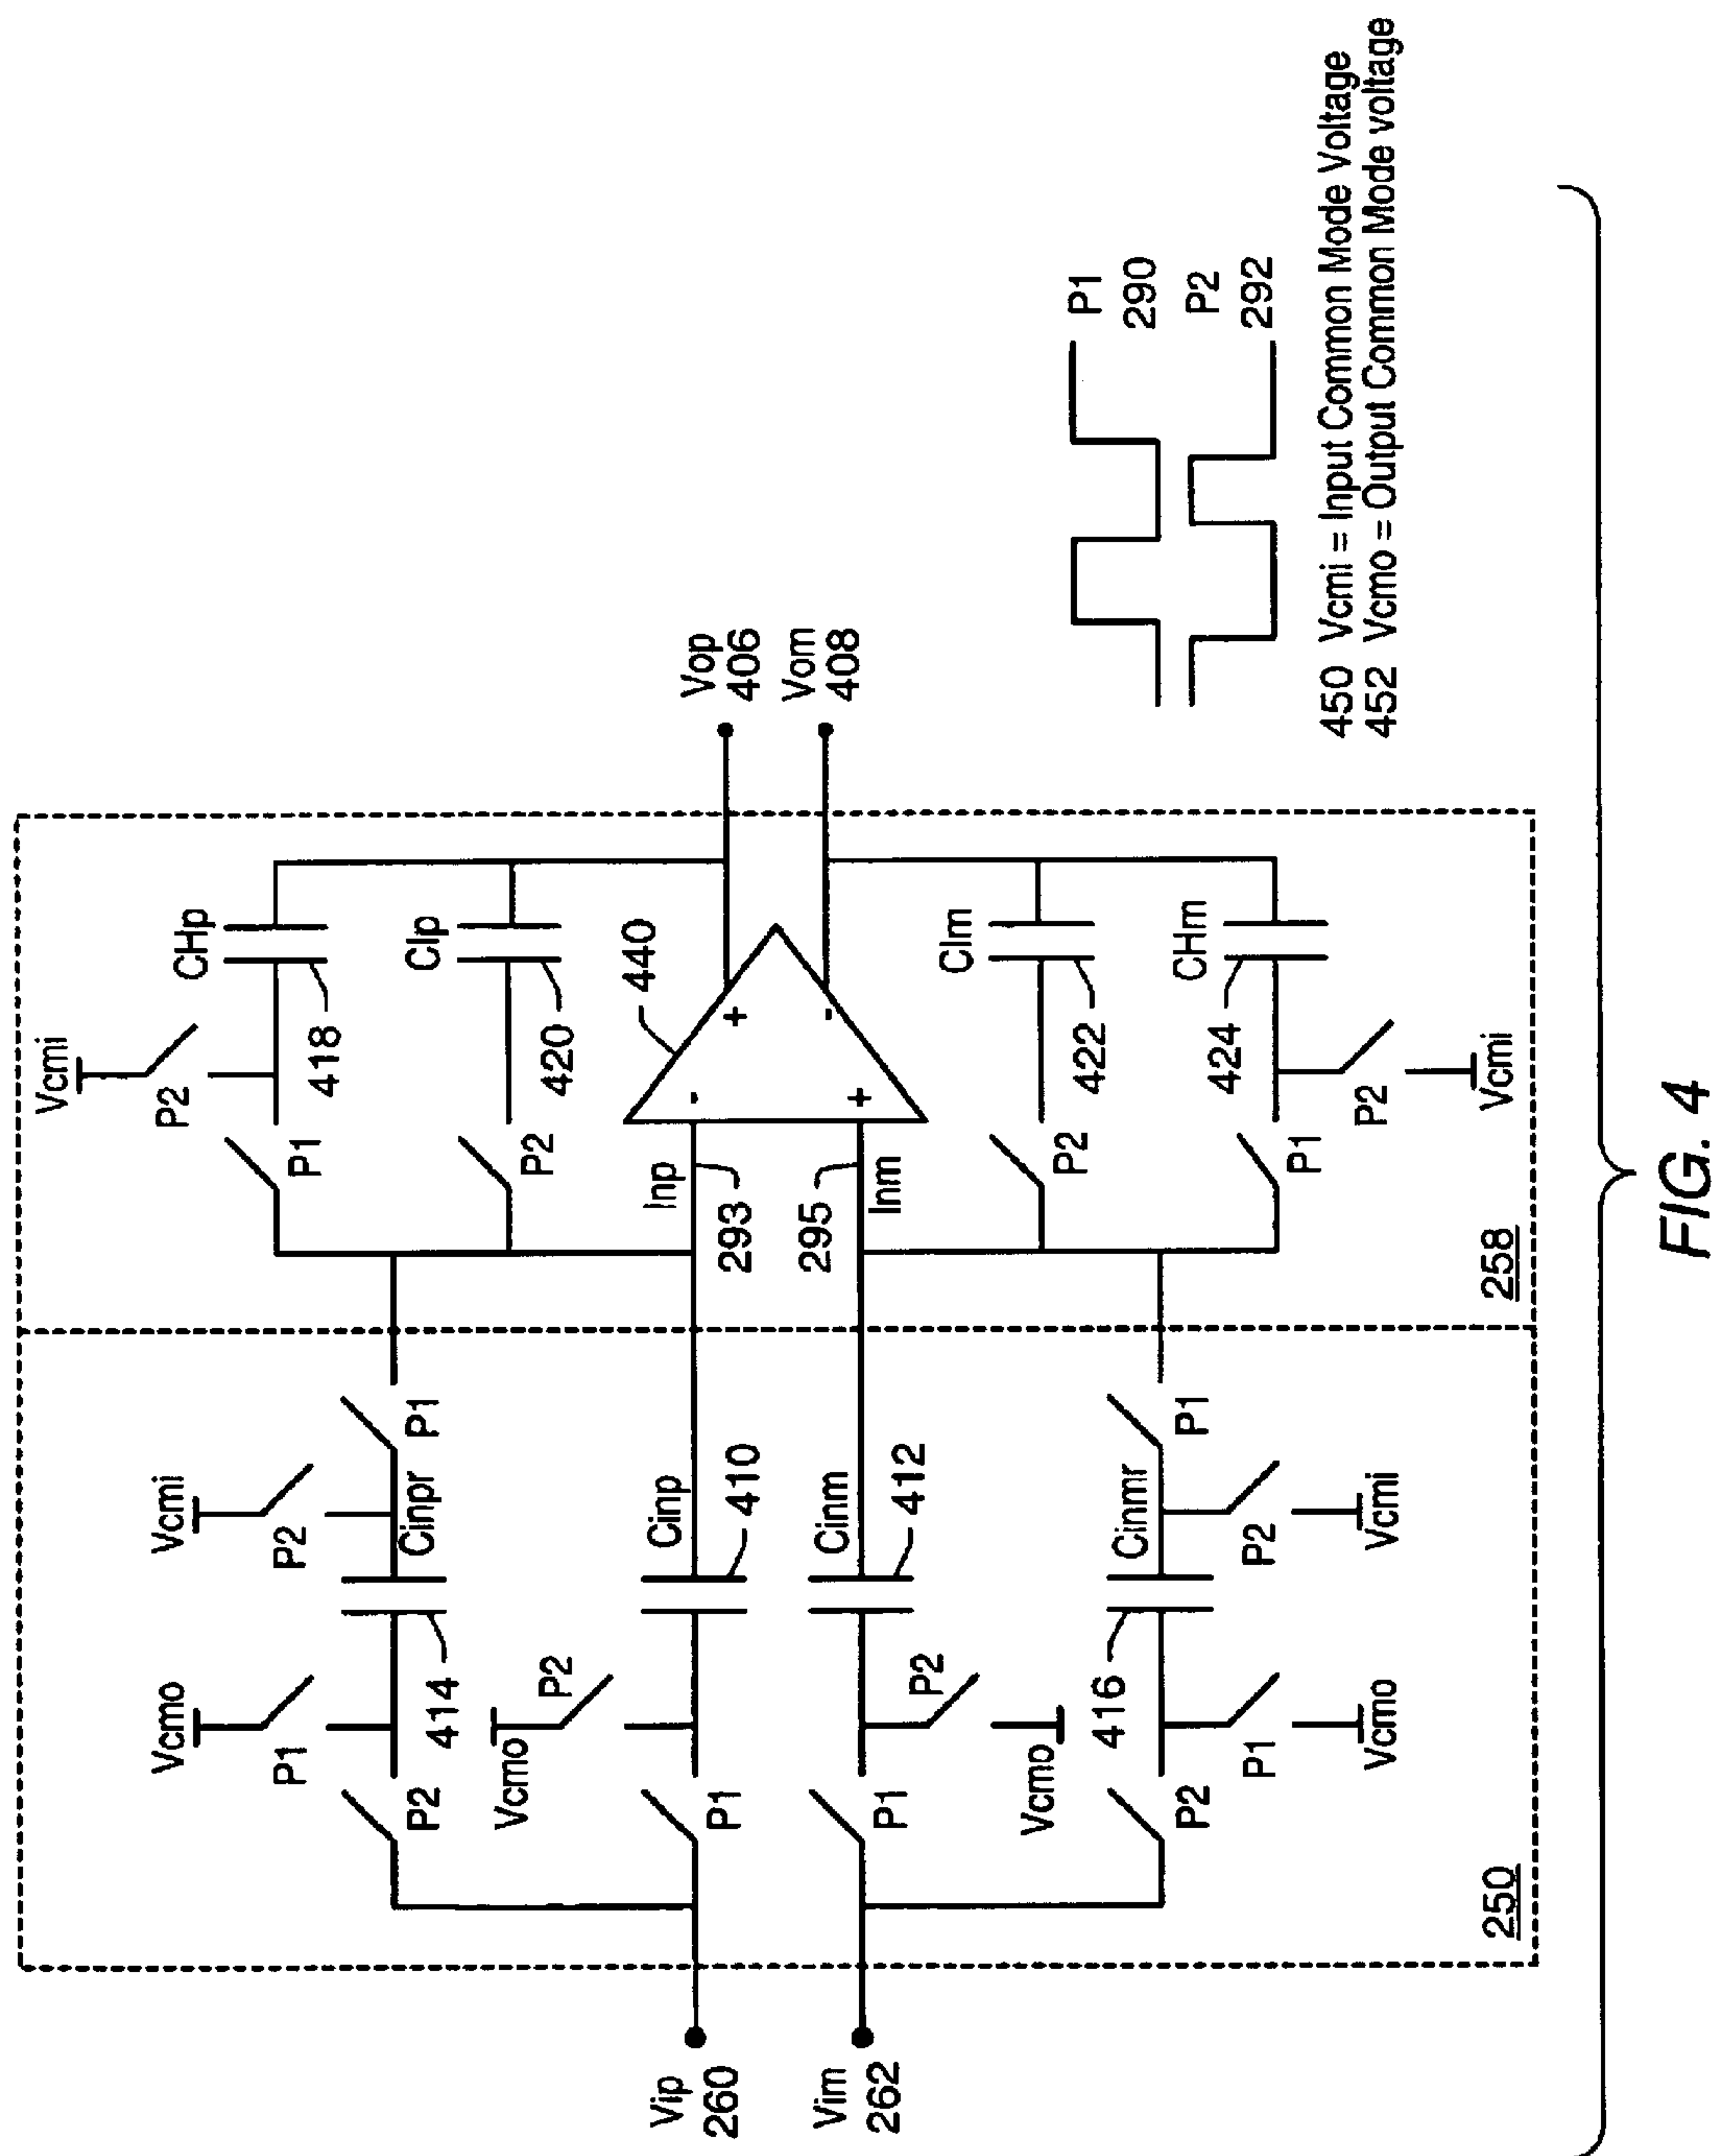 Vcmi
P2
CHp
P1
418
CIp
P2
420
440
Vop
406
Vom
408
Vcmo
P1
Vcmi
P2
Cinpr
P1
414
P2
Vcmo
P2
Inp
293
Cinp
410
P1
Vip
260
-
+
+
-
Vim
262
P1
Cinm
412
295
Inm
P2
Vcmo
CIm
P2
422
CHm
424
P1
P2
Vcmi
416
Cinmr
P1
P2
P1
P2
Vcmo
Vcmi
250
258
P1
290
P2
292
450 Vcmi = Input Common Mode Voltage
452 Vcmo = Output Common Mode voltage
FIG. 4